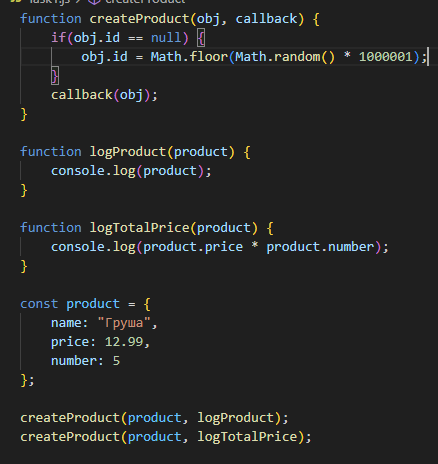 Task1.js > createProduct
function createProduct(obj, callback) {
    if(obj.id == null) {
        obj.id = Math.floor(Math.random() * 1000001);
    }
    callback(obj);
}

function logProduct(product) {
    console.log(product);
}

function logTotalPrice(product) {
    console.log(product.price * product.number);
}

const product = {
    name: "Груша",
    price: 12.99,
    number: 5
};

createProduct(product, logProduct);
createProduct(product, logTotalPrice);